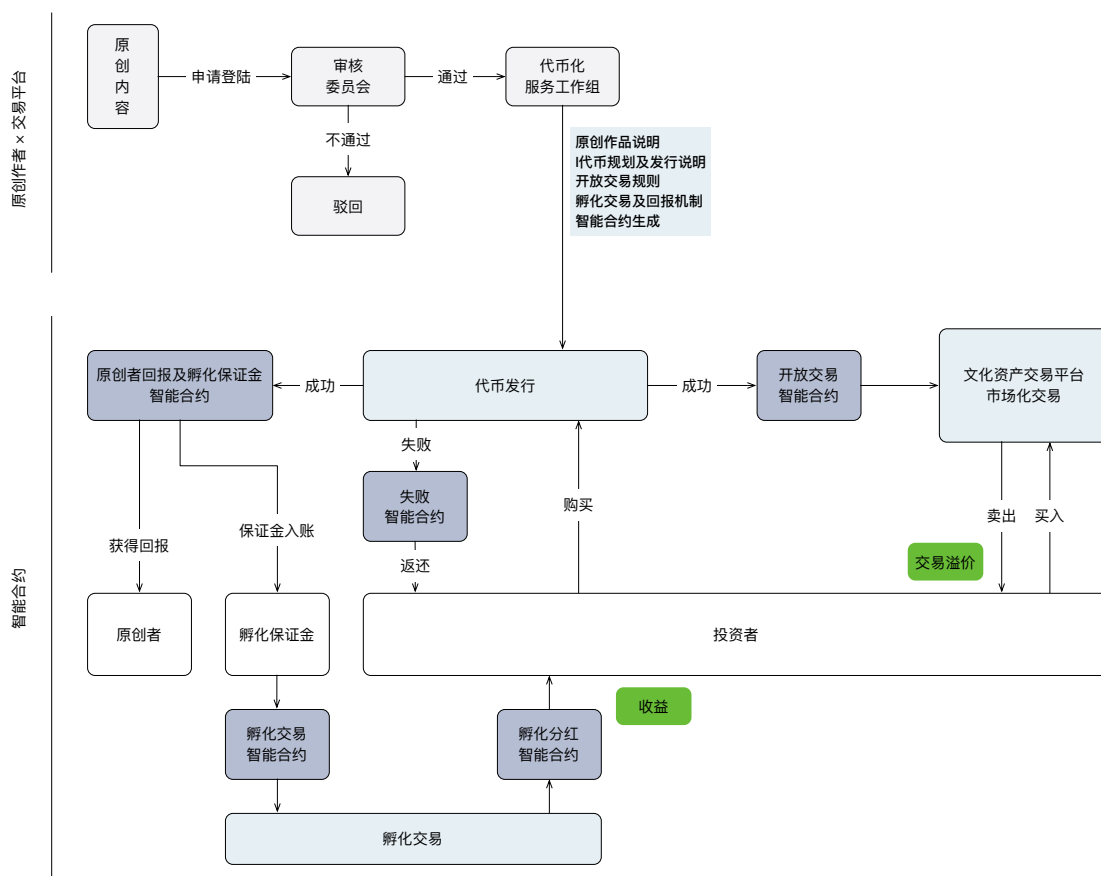 原创作者 × 交易平台
原
创
内
容
申请登陆
审核
委员会
通过
代币化
服务工作组
不通过
驳回
原创作品说明
I代币规划及发行说明
开放交易规则
孵化交易及回报机制
智能合约生成
智能合约
原创者回报及孵化保证金
智能合约
成功
代币发行
成功
开放交易
智能合约
文化资产交易平台
市场化交易
失败
失败
智能合约
返还
购买
卖出
买入
交易溢价
获得回报
保证金入账
原创者
孵化保证金
投资者
收益
孵化交易
智能合约
孵化分红
智能合约
孵化交易